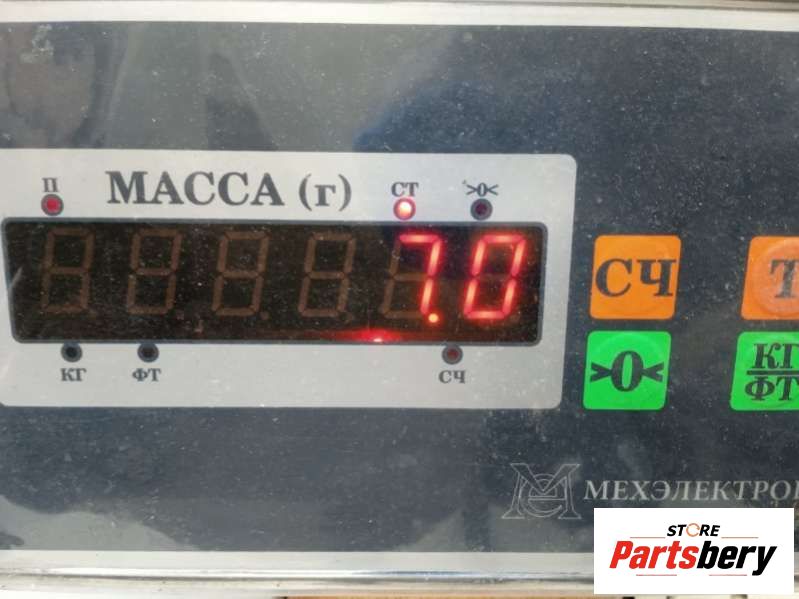 П МАССА (г) СТ >0<
7.0
КГ ФТ СЧ
СЧ Т
>0< КГ
ФТ
МЕХЭЛЕКТРО
STORE
Partsbery